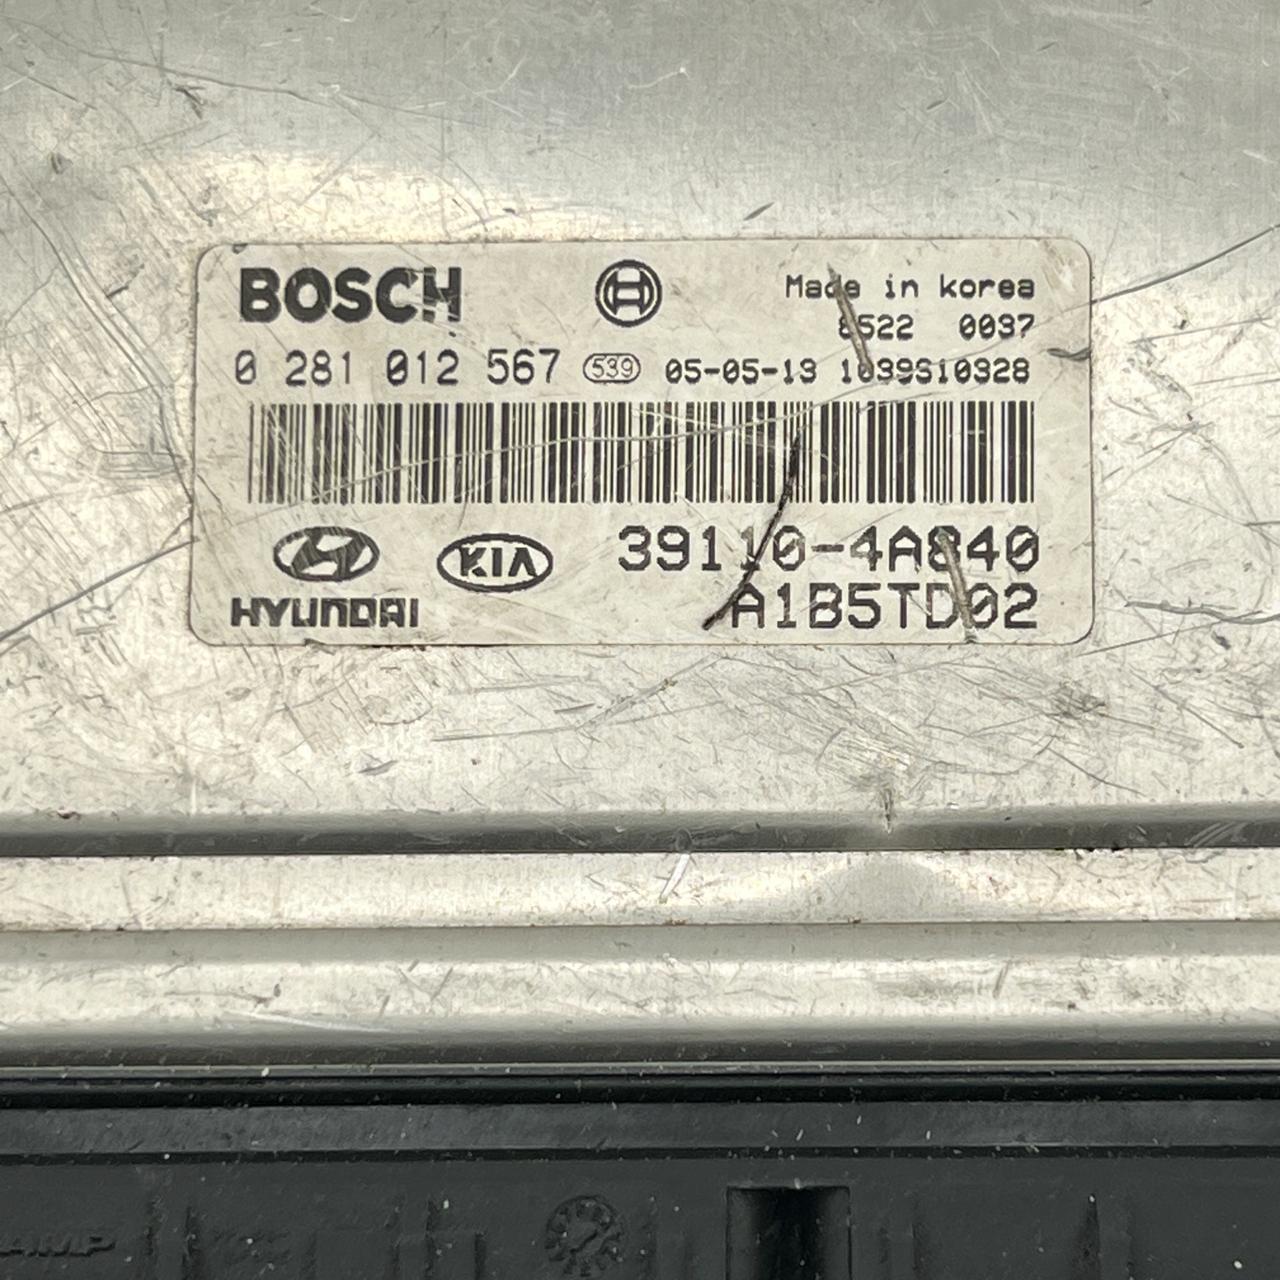 BOSCH
Made in korea
8522 0037
0 281 012 567 539 05-05-13 1039S10328
HYUNDAI
KIA
39110-4A840
A1B5TD02
AMP